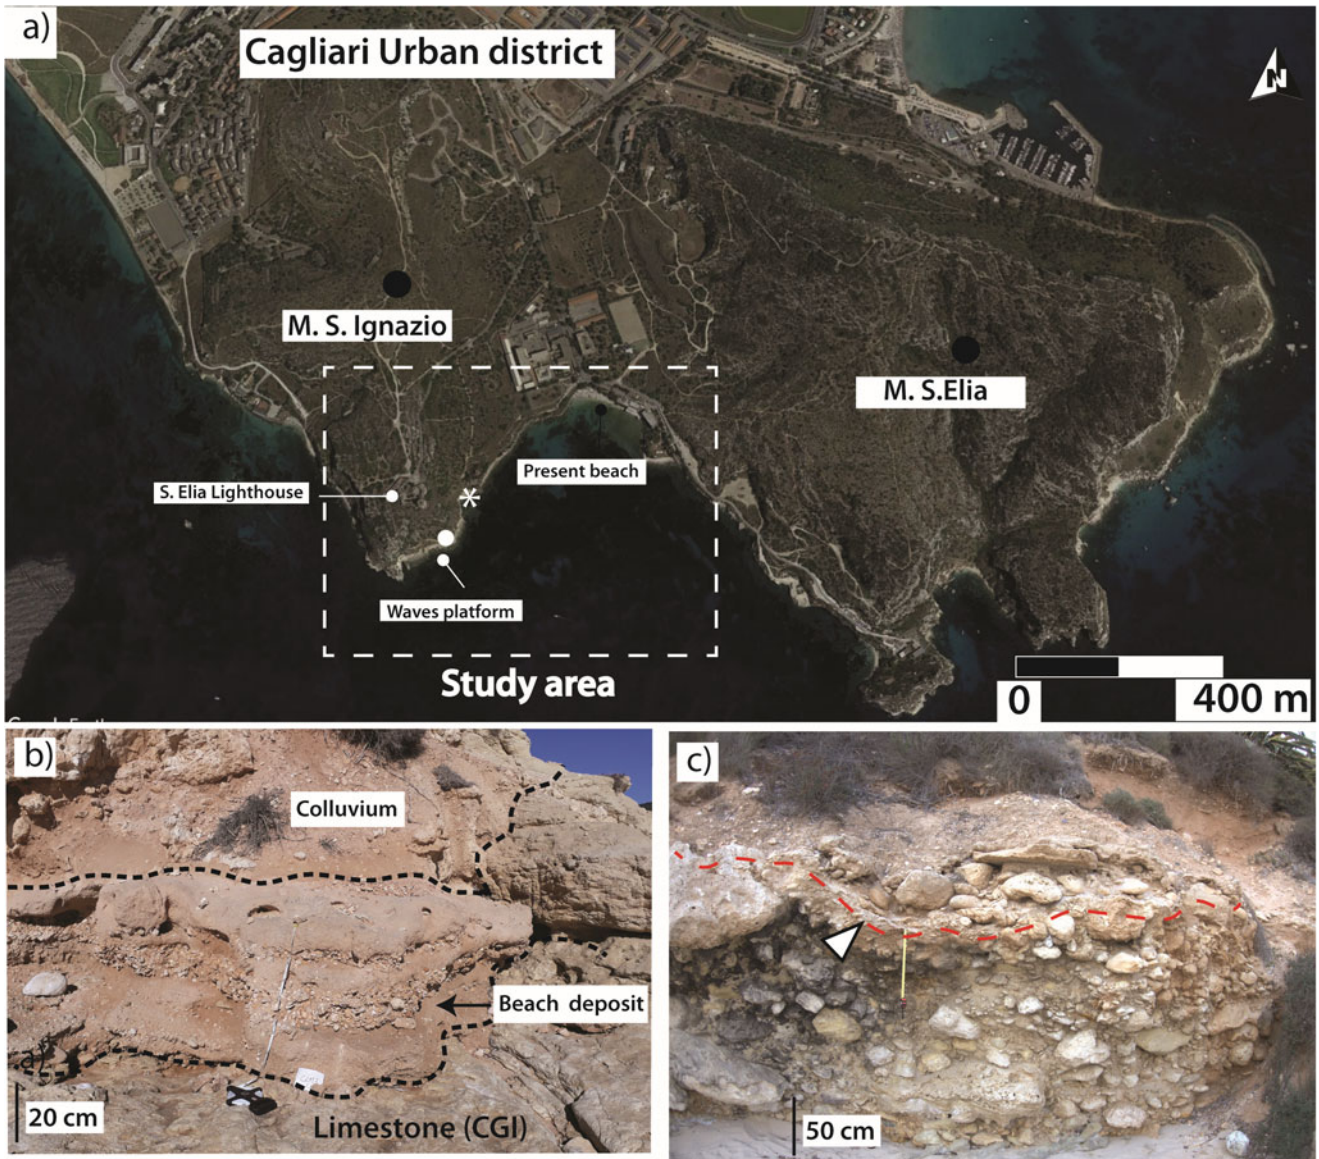 a)
Cagliari Urban district
N
M. S. Ignazio
M. S.Elia
Present beach
S. Elia Lighthouse
*
Waves platform
Study area
0
400 m
b)
Colluvium
Beach deposit
a)
20 cm
Limestone (CGI)
c)
50 cm